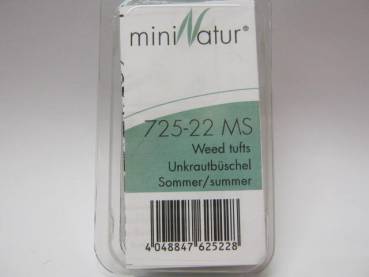 miniNatur®
725-22 MS
Weed tufts
Unkrautbüschel
Sommer/summer
4 048847 625228